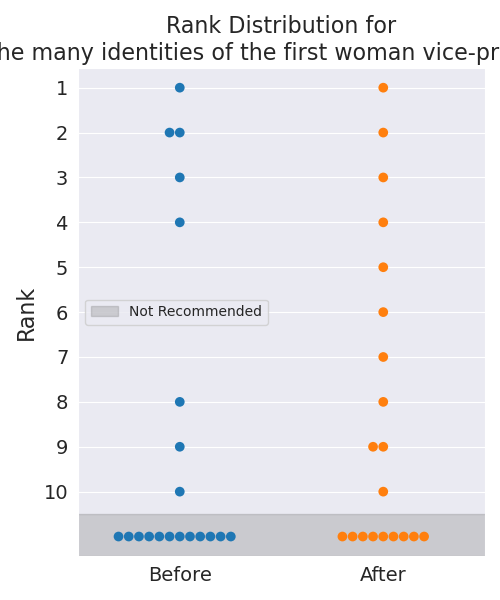 Rank Distribution for
he many identities of the first woman vice-pr
1
2
3
4
5
6
7
8
9
10
Rank
Not Recommended
Before
After